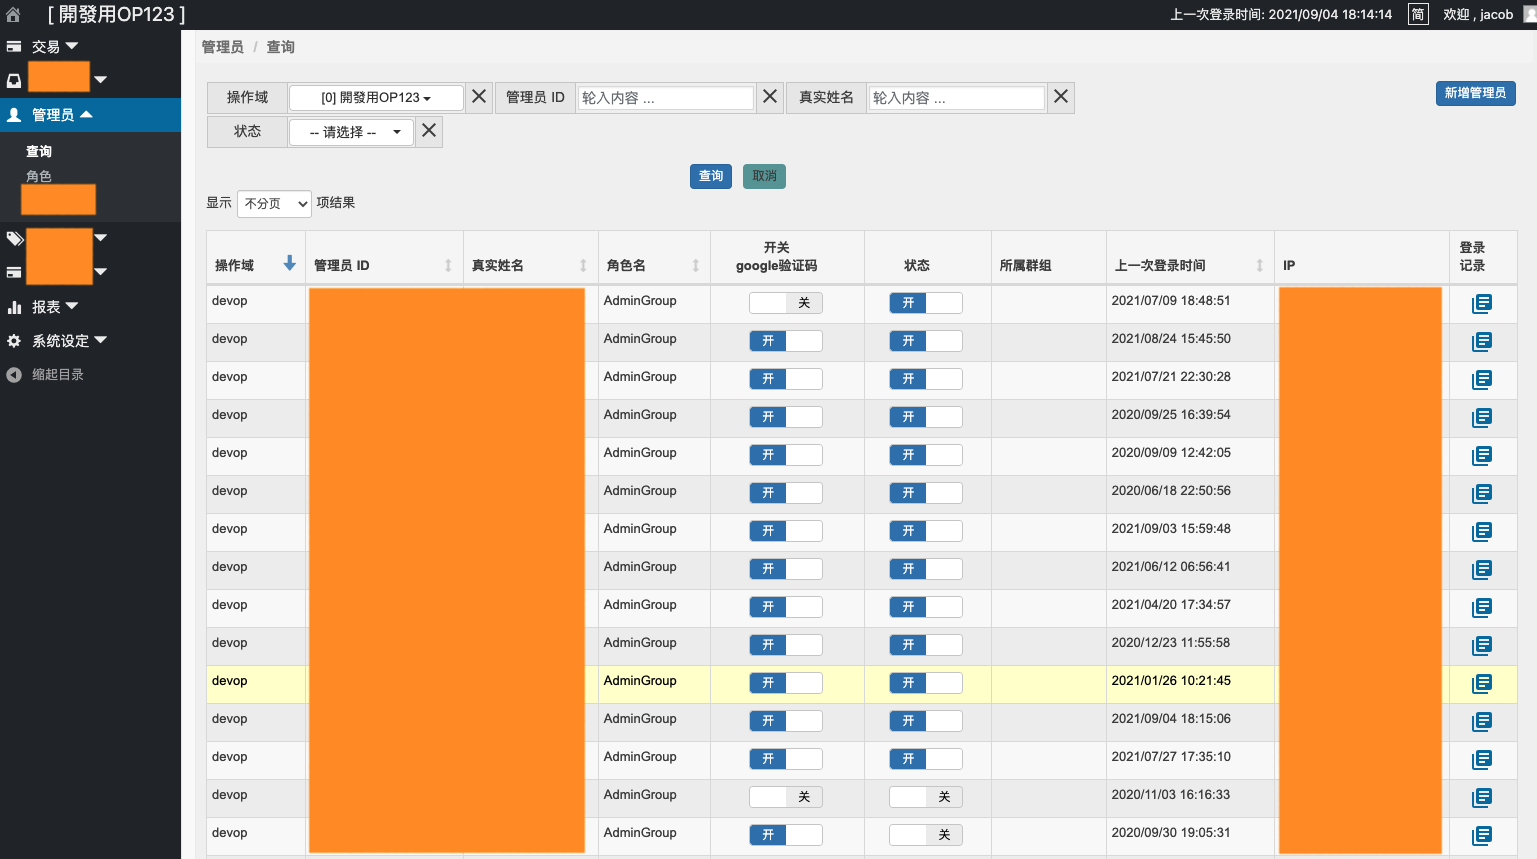 [ 開發用OP123 ]
上一次登录时间: 2021/09/04 18:14:14
简
欢迎 , jacob
交易
管理员
查询
角色
报表
系统设定
缩起目录
管理员 / 查询
操作域
[0] 開發用OP123
管理员 ID
轮入内容 ...
真实姓名
轮入内容 ...
新增管理员
状态
-- 请选择 --
查询
取消
显示 不分页 项结果
操作域
管理员 ID
真实姓名
角色名
开关
google验证码
状态
所属群组
上一次登录时间
IP
登录
记录
devop AdminGroup 关 开 2021/07/09 18:48:51
devop AdminGroup 开 开 2021/08/24 15:45:50
devop AdminGroup 开 开 2021/07/21 22:30:28
devop AdminGroup 开 开 2020/09/25 16:39:54
devop AdminGroup 开 开 2020/09/09 12:42:05
devop AdminGroup 开 开 2020/06/18 22:50:56
devop AdminGroup 开 开 2021/09/03 15:59:48
devop AdminGroup 开 开 2020/06/12 06:56:41
devop AdminGroup 开 开 2021/04/20 17:34:57
devop AdminGroup 开 开 2020/12/23 11:55:58
devop AdminGroup 开 开 2021/01/26 10:21:45
devop AdminGroup 开 开 2021/09/04 18:15:06
devop AdminGroup 开 开 2021/07/27 17:35:10
devop AdminGroup 关 关 2020/11/03 16:16:33
devop AdminGroup 开 关 2020/09/30 19:05:31